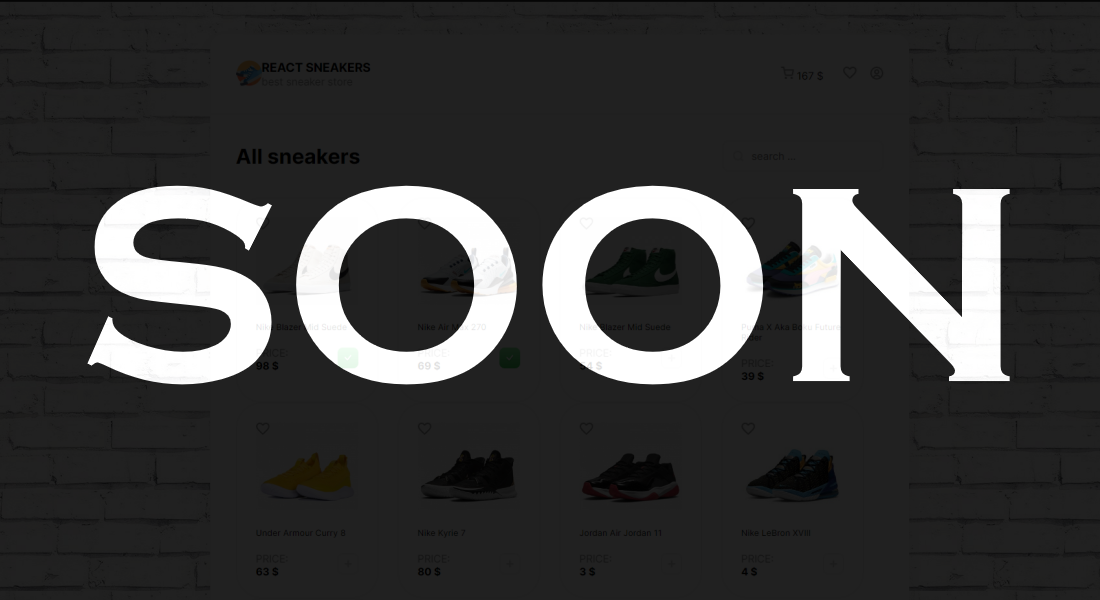 REACT SNEAKERS
best sneaker store
167 $
All sneakers
search ...
SOON
Nike Blazer Mid Suede
Nike Air Max 270
Nike Blazer Mid Suede
Puma X Aka Boku Future
PRICE:
98 $
PRICE:
69 $
PRICE:
$
PRICE:
39 $
Under Armour Curry 8
Nike Kyrie 7
Jordan Air Jordan 11
Nike LeBron XVIII
PRICE:
63 $
PRICE:
80 $
PRICE:
3 $
PRICE:
4 $